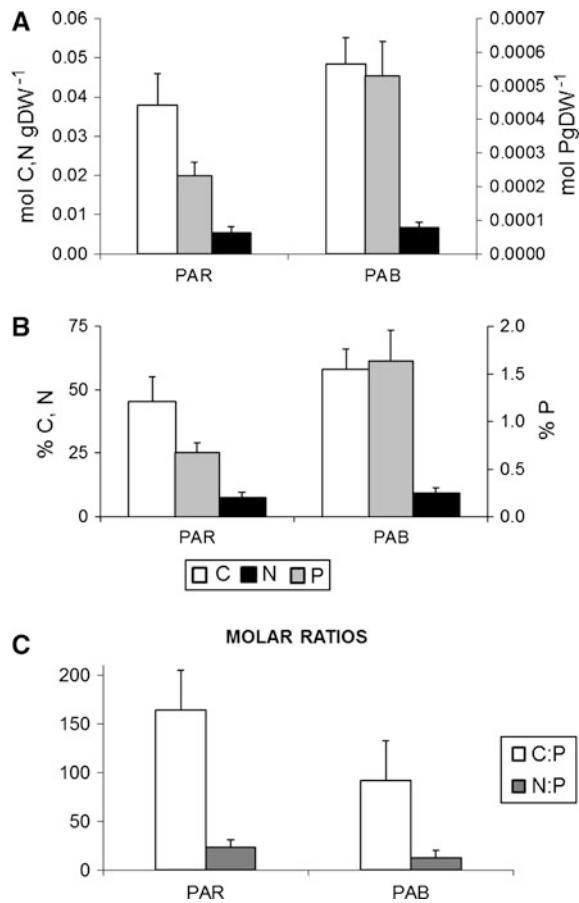 A
mol C,N gDW⁻¹
0.06
0.05
0.04
0.03
0.02
0.01
0.00
0.0007
0.0006
0.0005
0.0004
0.0003
0.0002
0.0001
0.0000
mol PgDW⁻¹
PAR PAB
B
% C, N
75
50
25
0
2.0
1.5
1.0
0.5
0.0
% P
PAR PAB
C N P
C
MOLAR RATIOS
200
150
100
50
0
C:P
N:P
PAR PAB